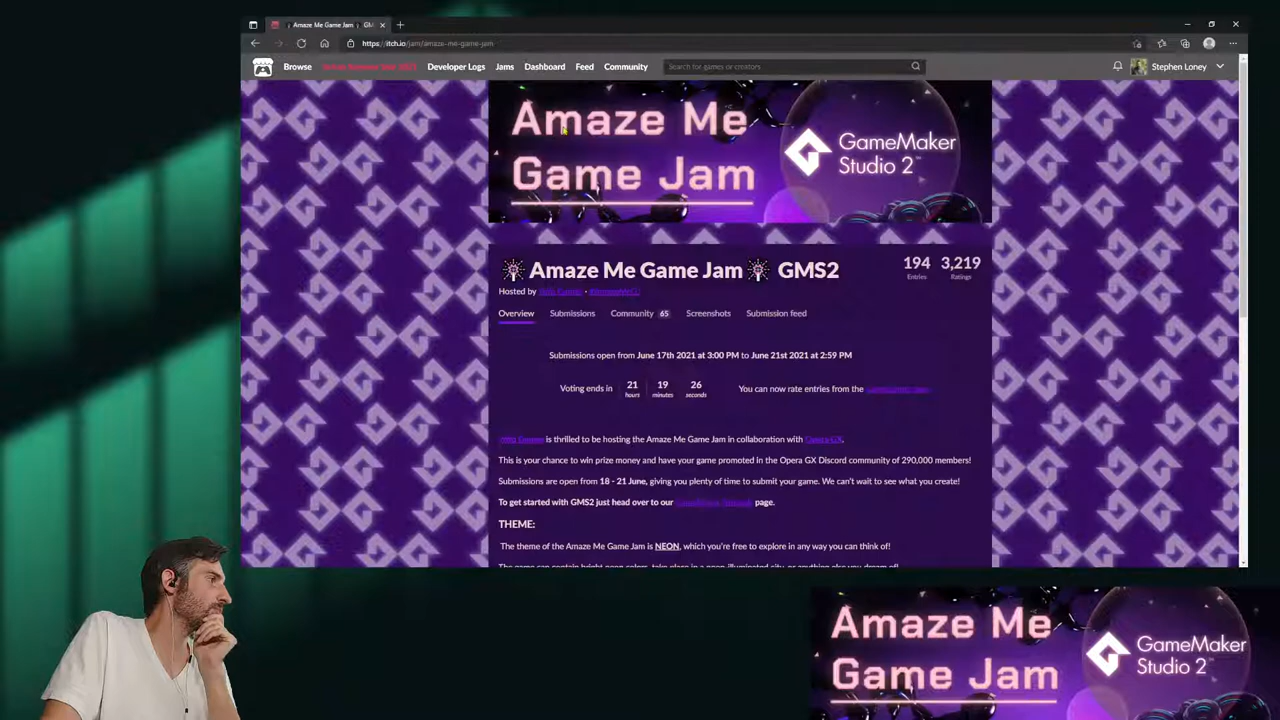 Amaze Me Game Jam
https://itch.io/jam/amaze-me-game-jam
Browse
Developer Logs
Jams
Dashboard
Feed
Community
Search for games or creators
Stephen Loney
Amaze Me
Game Jam
GameMaker
Studio 2
Amaze Me Game Jam GMS2
194
Entries
3,219
Ratings
Hosted by
Overview
Submissions
Community 65
Screenshots
Submission feed
Submissions open from June 17th 2021 at 3:00 PM to June 21st 2021 at 2:59 PM
Voting ends in
21
hours
19
minutes
26
seconds
You can now rate entries from the
is thrilled to be hosting the Amaze Me Game Jam in collaboration with Opera GX.
This is your chance to win prize money and have your game promoted in the Opera GX Discord community of 290,000 members!
Submissions are open from 18 - 21 June, giving you plenty of time to submit your game. We can't wait to see what you create!
To get started with GMS2 just head over to our page.
THEME:
The theme of the Amaze Me Game Jam is NEON, which you're free to explore in any way you can think of!
Amaze Me
Game Jam
GameMaker
Studio 2